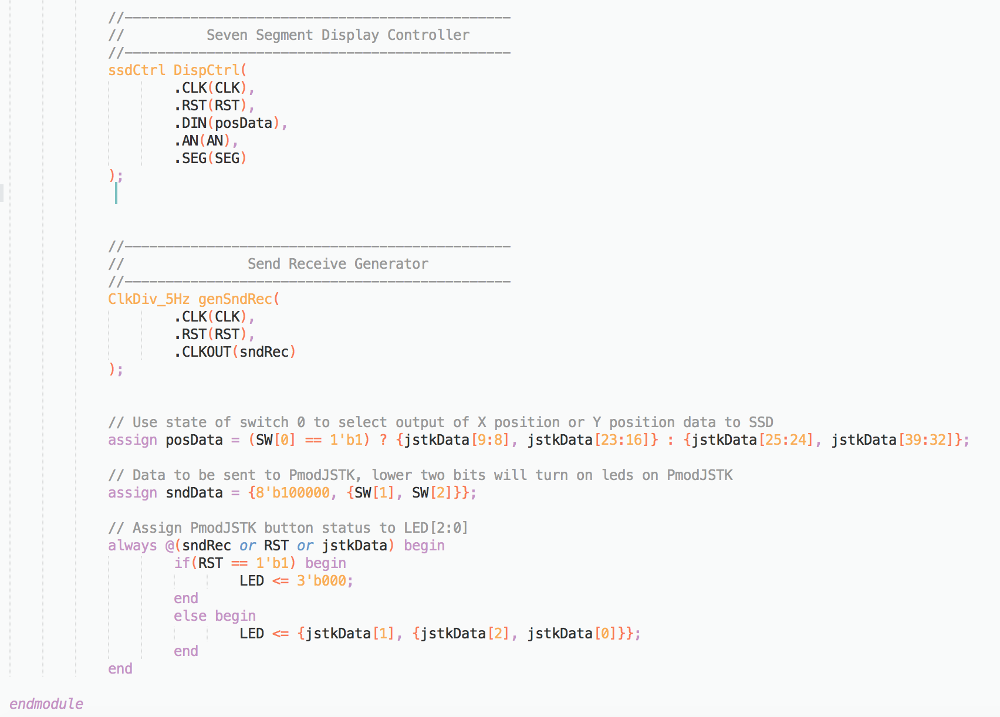 //-----------------------------------------------
//          Seven Segment Display Controller
//-----------------------------------------------
ssdCtrl DispCtrl(
        .CLK(CLK),
        .RST(RST),
        .DIN(posData),
        .AN(AN),
        .SEG(SEG)
);
//-----------------------------------------------
//               Send Receive Generator
//-----------------------------------------------
ClkDiv_5Hz genSndRec(
        .CLK(CLK),
        .RST(RST),
        .CLKOUT(sndRec)
);
// Use state of switch 0 to select output of X position or Y position data to SSD
assign posData = (SW[0] == 1'b1) ? {jstkData[9:8], jstkData[23:16]} : {jstkData[25:24], jstkData[39:32]};
// Data to be sent to PmodJSTK, lower two bits will turn on leds on PmodJSTK
assign sndData = {8'b100000, {SW[1], SW[2]}};
// Assign PmodJSTK button status to LED[2:0]
always @(sndRec or RST or jstkData) begin
        if(RST == 1'b1) begin
                LED <= 3'b000;
        end
        else begin
                LED <= {jstkData[1], {jstkData[2], jstkData[0]}};
        end
end
endmodule